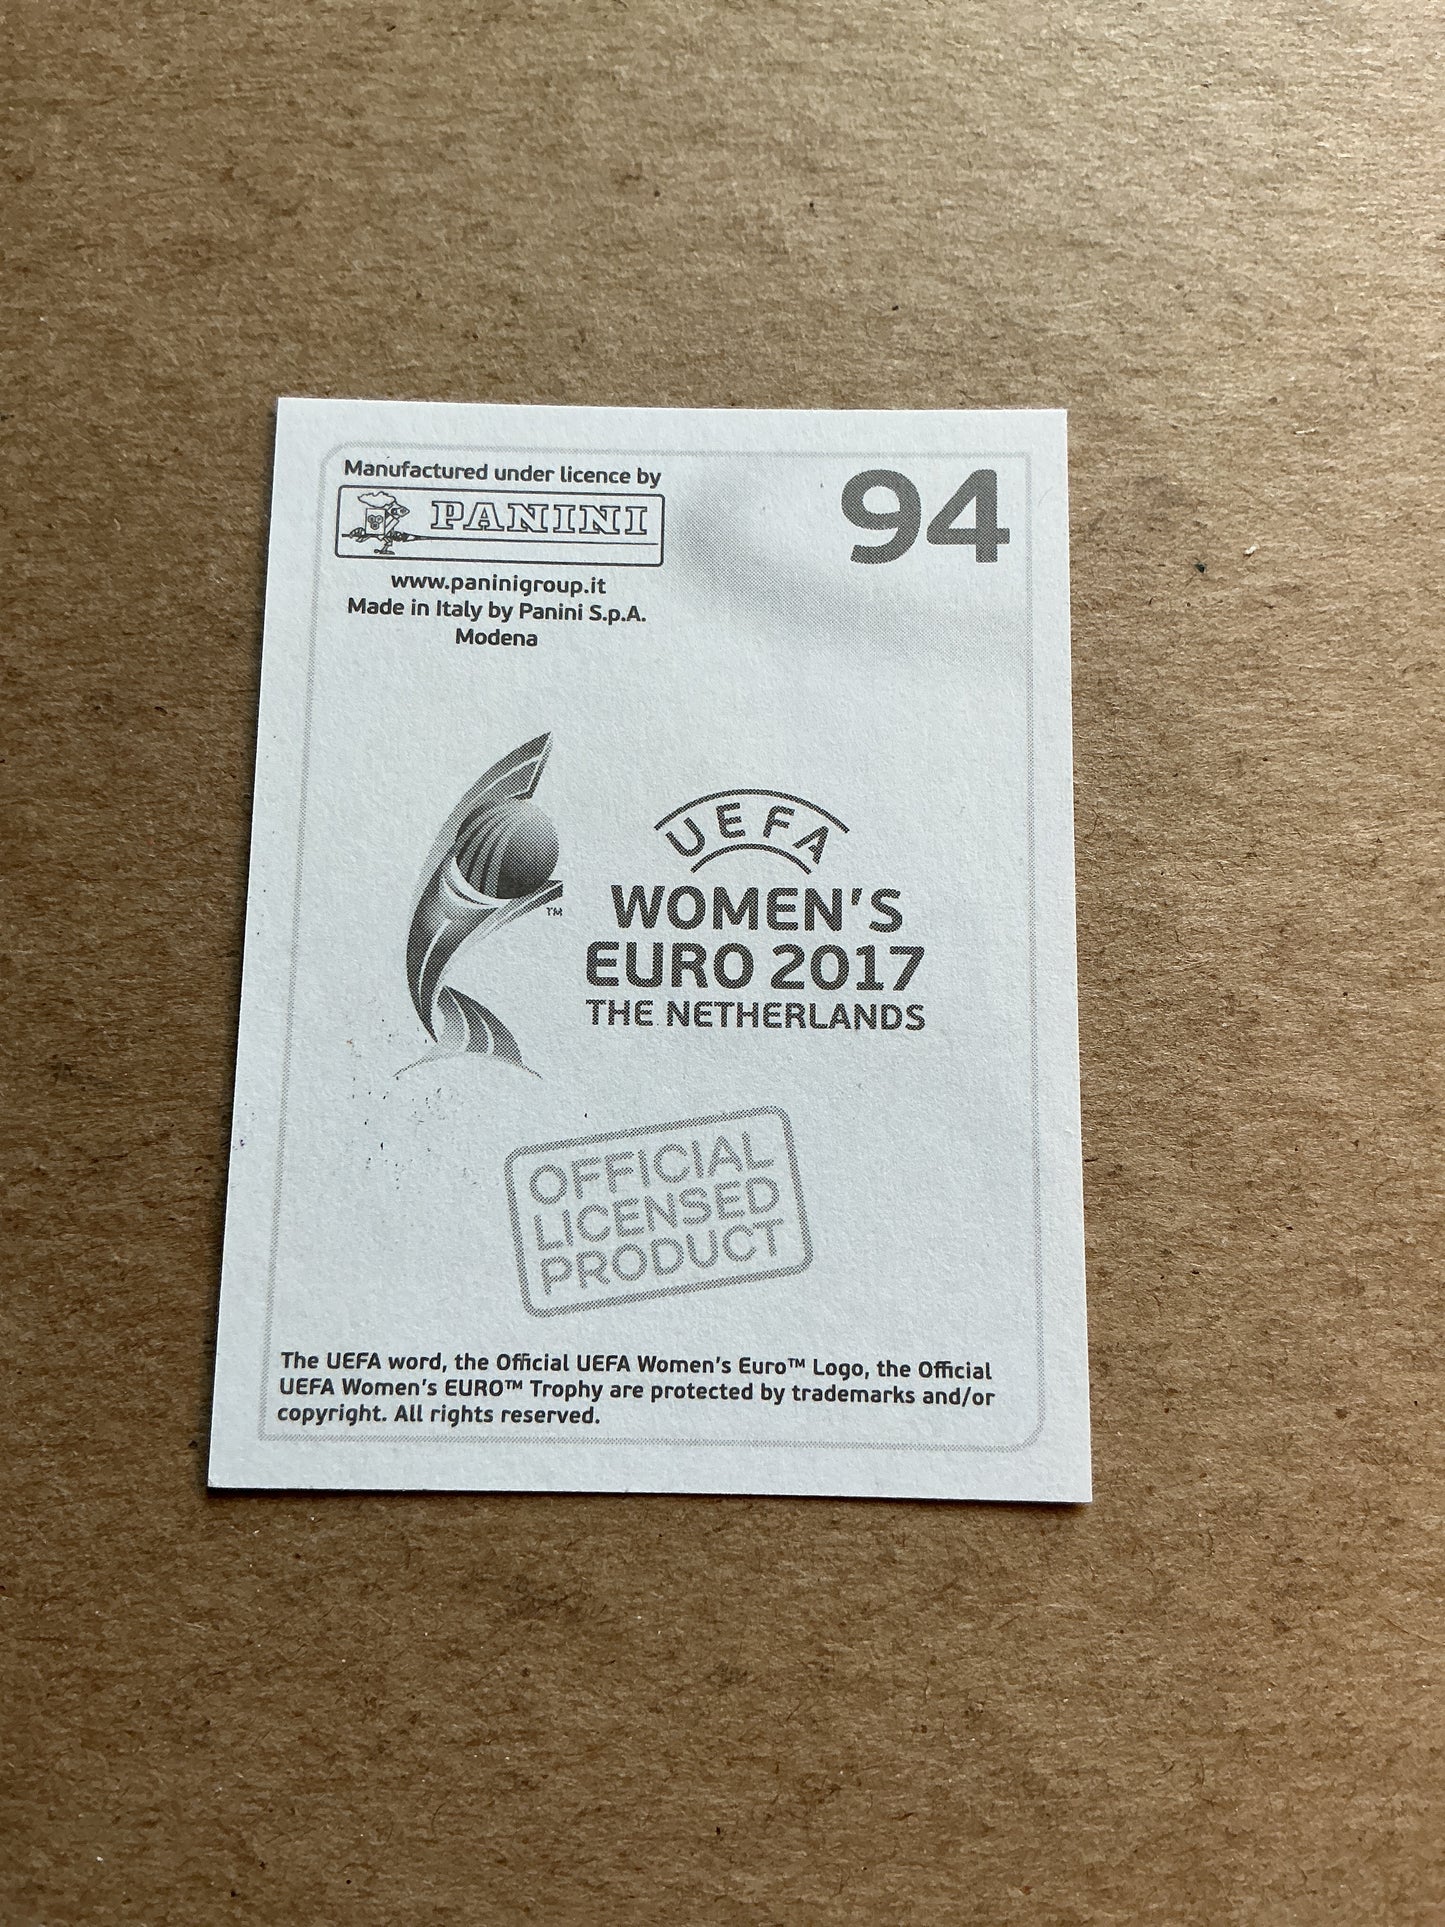 Manufactured under licence by
PANINI
www.paninigroup.it
Made in Italy by Panini S.p.A.
Modena
94
UEFA
WOMEN'S
EURO 2017
THE NETHERLANDS
TM
OFFICIAL
LICENSED
PRODUCT
The UEFA word, the Official UEFA Women's Euro™ Logo, the Official
UEFA Women's EURO™ Trophy are protected by trademarks and/or
copyright. All rights reserved.